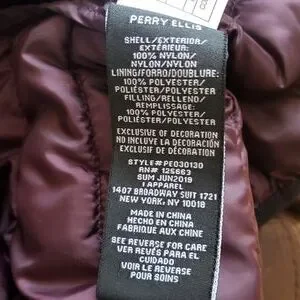 8
PERRY ELLIS
SHELL/EXTERIOR/
EXTÉRIEUR:
100% NYLON/
NYLON/NYLON
LINING/FORRO/DOUBLURE:
100% POLYESTER/
POLIÉSTER/POLYESTER
FILLING/RELLENO/
REMPLISSAGE:
100% POLYESTER/
POLIÉSTER/POLYESTER
EXCLUSIVE OF DECORATION
NO INCLUYE LA DECORACIÓN
EXCLUSIF DE DÉCORATION
STYLE#PE030130
RN# 125663
SUM JUN2019
I APPAREL
1407 BROADWAY SUIT 1721
NEW YORK, NY 10018
MADE IN CHINA
HECHO EN CHINA
FABRIQUE AUX CHINE
SEE REVERSE FOR CARE
VER REVÉS PARA EL
CUIDADO
VOIR LE REVERSE
POUR SOINS